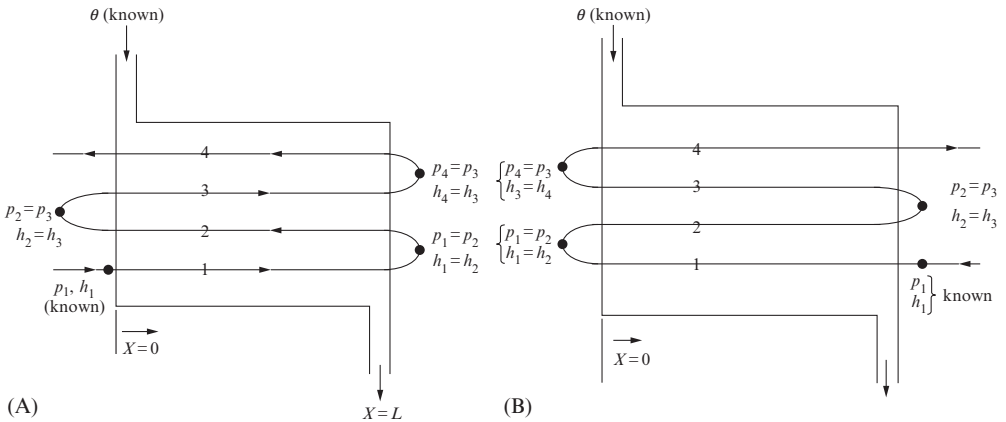 θ (known)
4
3
2
1
p₄ = p₃
h₄ = h₃
p₂ = p₃
h₂ = h₃
p₁ = p₂
h₁ = h₂
p₁, h₁
(known)
X = 0
X = L
(A)
θ (known)
4
3
2
1
p₄ = p₃
h₃ = h₄
p₂ = p₃
h₂ = h₃
p₁ = p₂
h₁ = h₂
p₁
h₁
known
X = 0
(B)